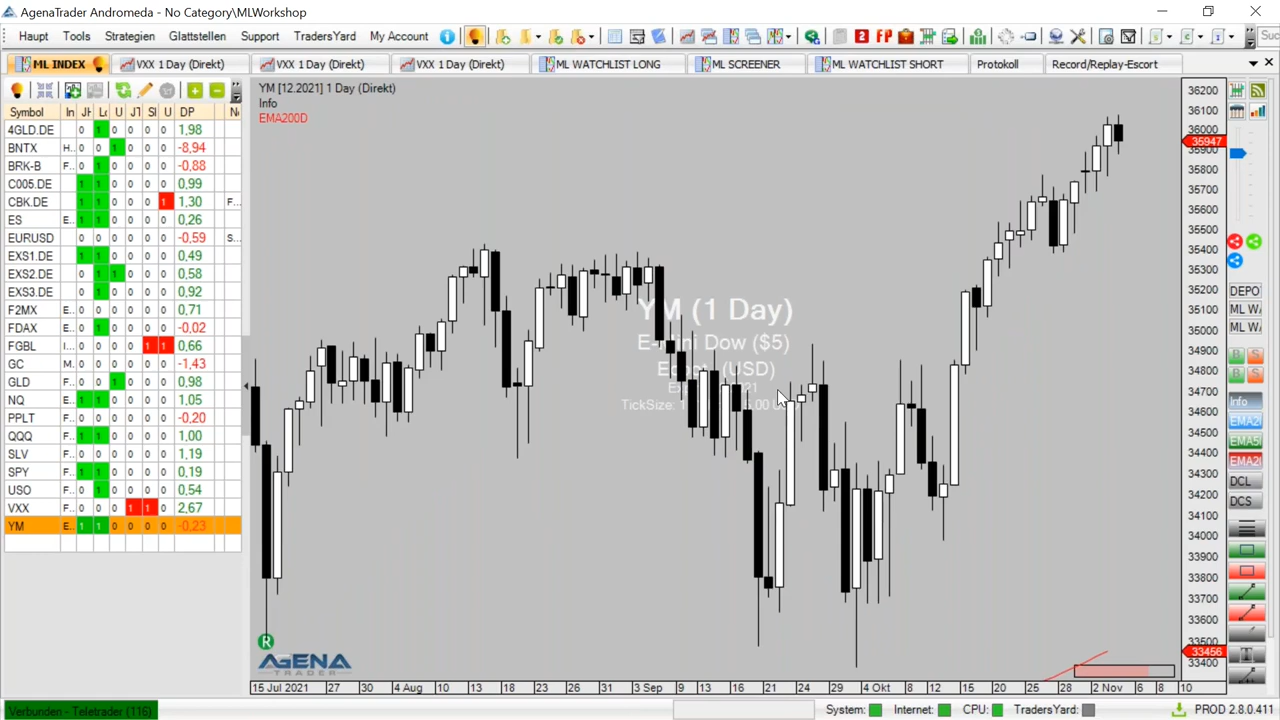 AgenaTrader Andromeda - No Category\MLWorkshop
Haupt Tools Strategien Glattstellen Support TradersYard My Account
ML INDEX VXX 1 Day (Direkt) VXX 1 Day (Direkt) VXX 1 Day (Direkt) ML WATCHLIST LONG ML SCREENER ML WATCHLIST SHORT Protokoll Record/Replay-Escort
Symbol In JH Lo U JT Sl U DP N
4GLD.DE 0 1 0 0 0 0 1,98
BNTX H.. 0 0 1 0 0 0 -8,94
BRK-B F.. 0 1 0 0 0 0 -0,88
C005.DE 1 1 0 0 0 0 0,99
CBK.DE 1 1 0 0 0 1 1,30 F...
ES E.. 1 1 0 0 0 0 0,26
EURUSD 0 0 0 0 0 0 -0,59 S...
EXS1.DE 1 1 0 0 0 0 0,49
EXS2.DE 0 1 1 0 0 0 0,58
EXS3.DE 0 1 0 0 0 0 0,92
F2MX E.. 0 0 0 0 0 0 0,71
FDAX E.. 0 1 0 0 0 0 -0,02
FGBL I... 0 0 0 0 1 1 0,66
GC M. 0 0 0 0 0 0 -1,43
GLD F.. 0 0 1 0 0 0 0,98
NQ E.. 1 1 0 0 0 0 1,05
PPLT F.. 0 0 0 0 0 0 -0,20
QQQ F.. 1 1 0 0 0 0 1,00
SLV F.. 0 0 0 0 0 0 1,19
SPY F.. 1 1 0 0 0 0 0,19
USO F.. 0 1 0 0 0 0 0,54
VXX F.. 0 0 0 1 1 0 2,67
YM E.. 1 1 0 0 0 0 -0,23
YM [12.2021] 1 Day (Direkt)
Info
EMA200D
YM (1 Day)
E-Mini Dow ($5)
(USD)
AGENA
TRADER
36200
36100
36000
35947
35900
35800
35700
35600
35500
35400
35300
35200
35100
35000
34900
34800
34700
34600
34500
34400
34300
34200
34100
34000
33900
33800
33700
33600
33500
33456
33400
15 Jul 2021 27 30 4 Aug 10 13 18 23 26 31 3 Sep 9 13 16 21 24 29 4 Okt 7 12 15 20 25 28 2 Nov 6 8 10
DEPO
ML W
ML W
B S
B S
Info
EMA2
EMA5
EMA2
DCL
DCS
Verbunden - Teletrader (116)
System: Internet: CPU: TradersYard: PROD 2.8.0.411